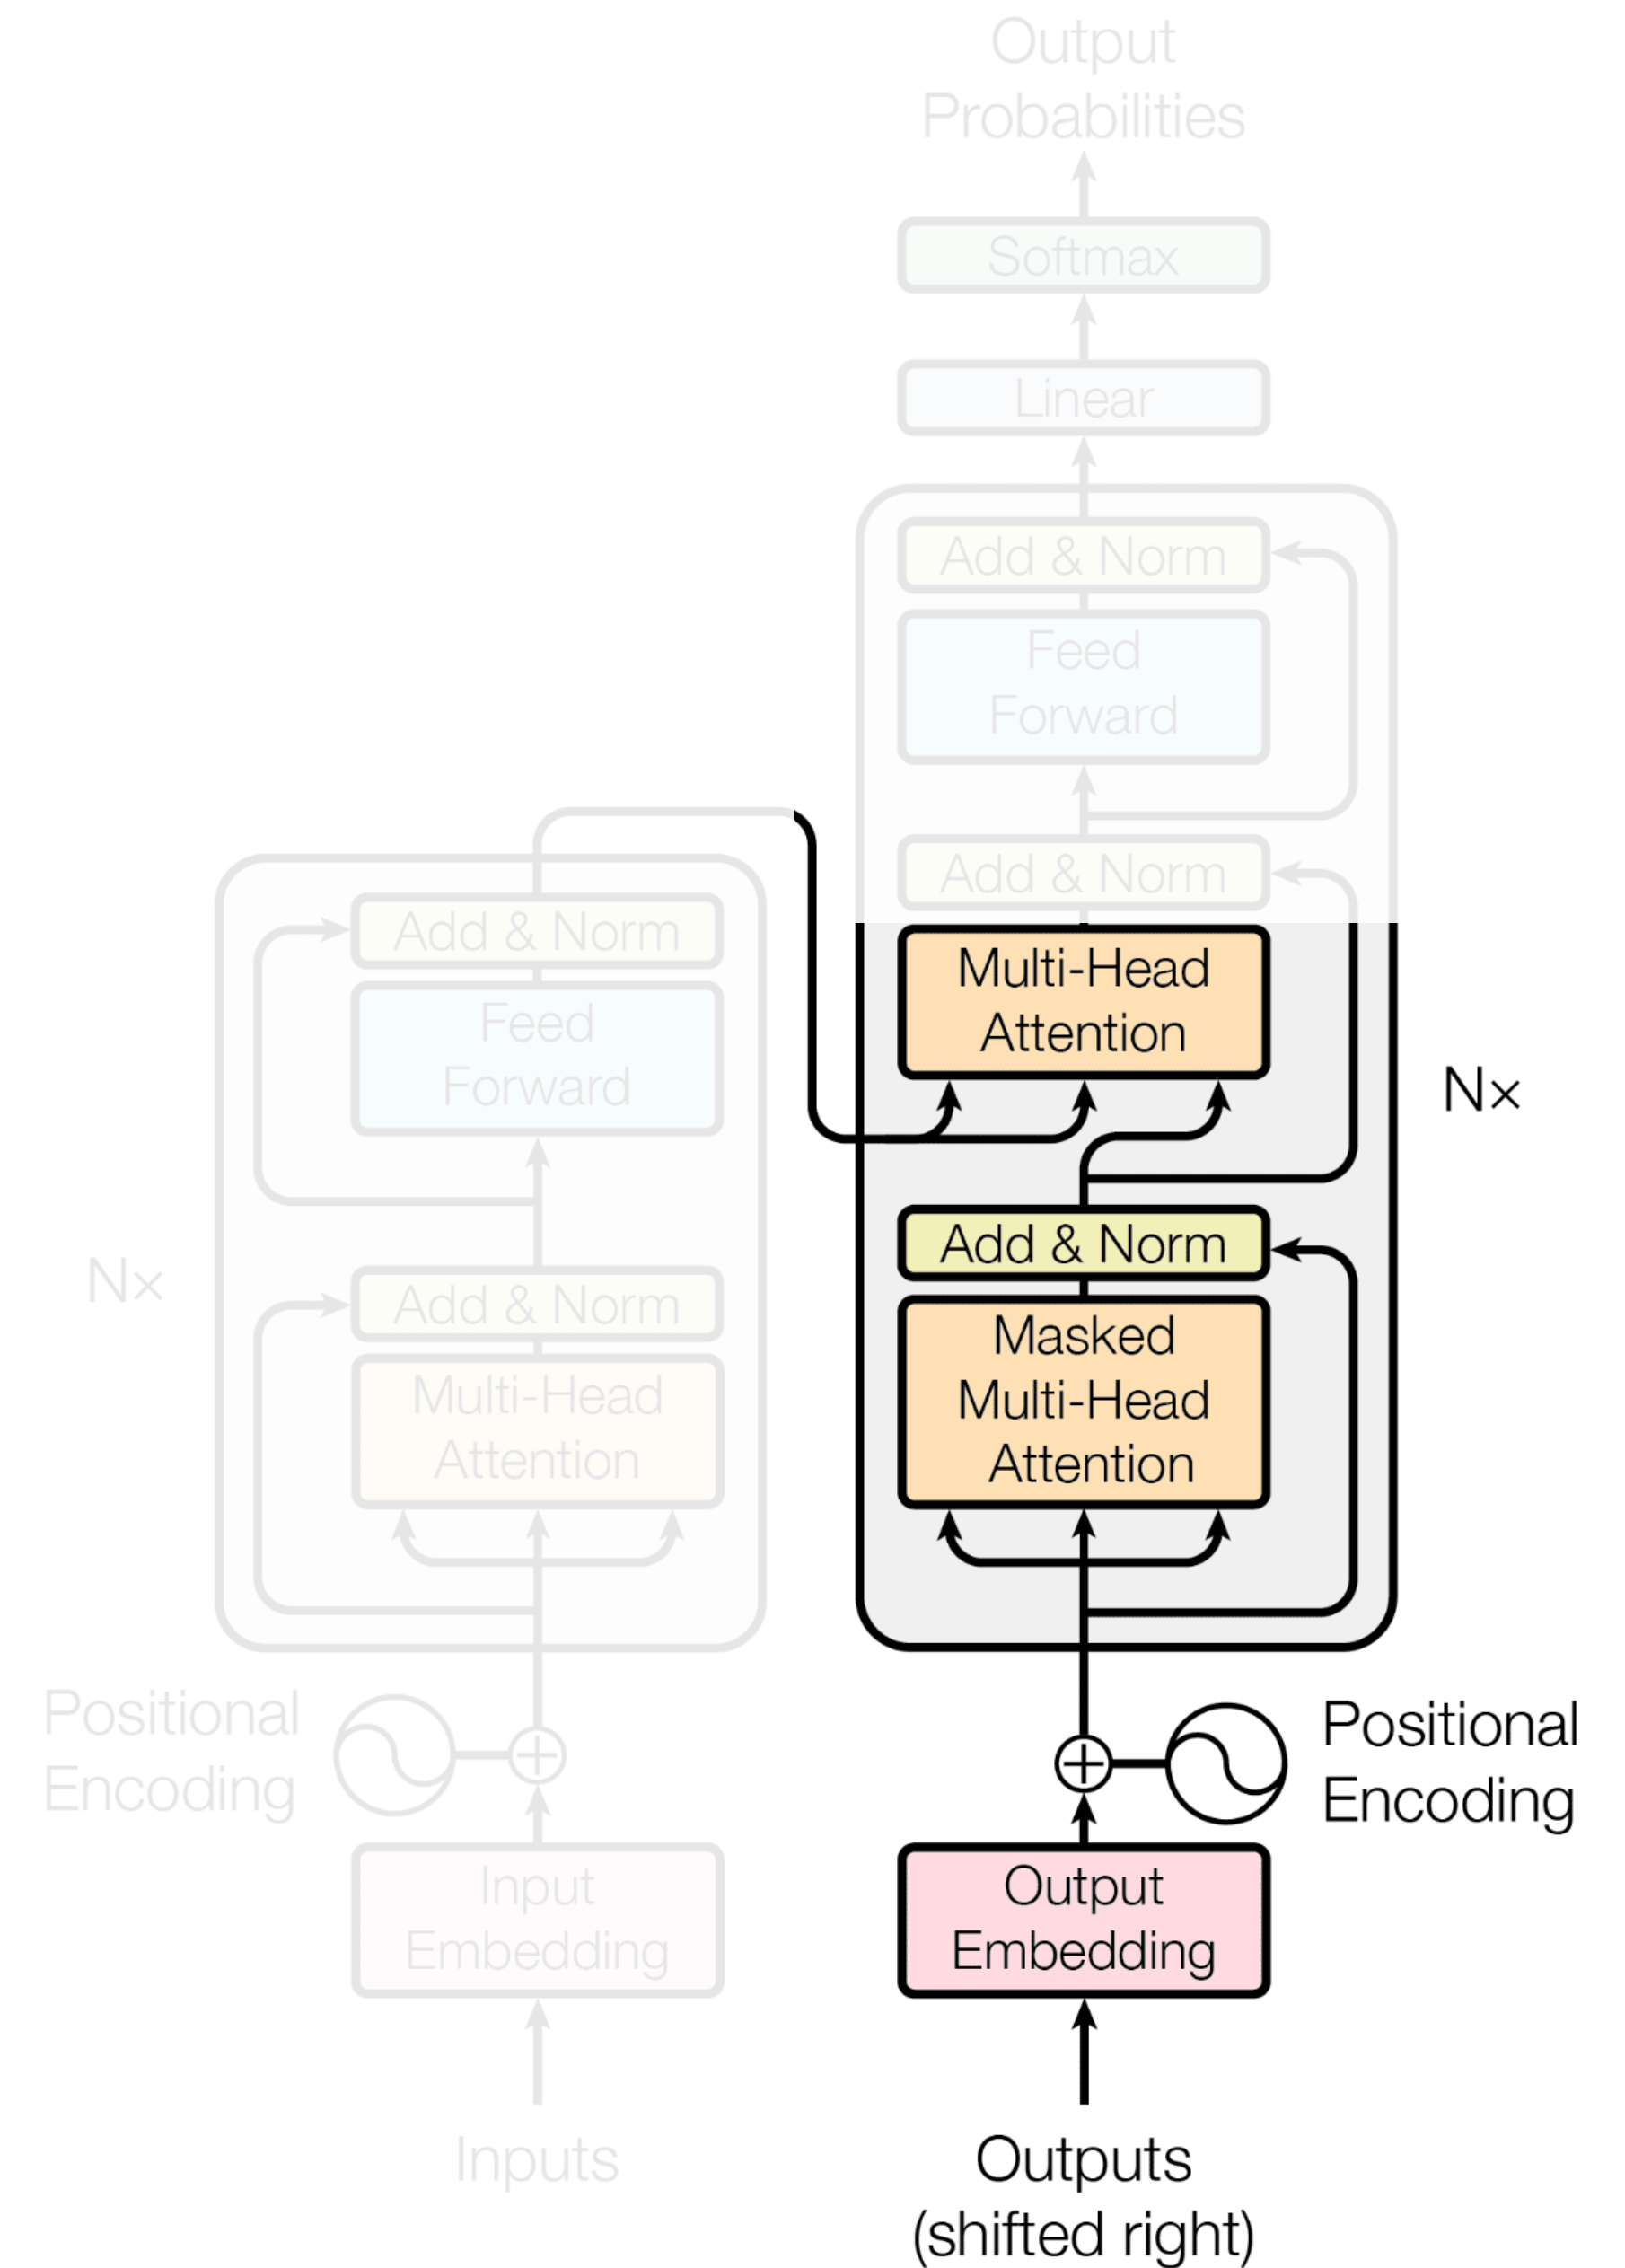 Output
Probabilities
Softmax
Linear
Add & Norm
Feed
Forward
Add & Norm
Multi-Head
Attention
N×
Add & Norm
Masked
Multi-Head
Attention
Add & Norm
Feed
Forward
N×
Add & Norm
Multi-Head
Attention
Positional
Encoding
Positional
Encoding
Input
Embedding
Output
Embedding
Inputs
Outputs
(shifted right)